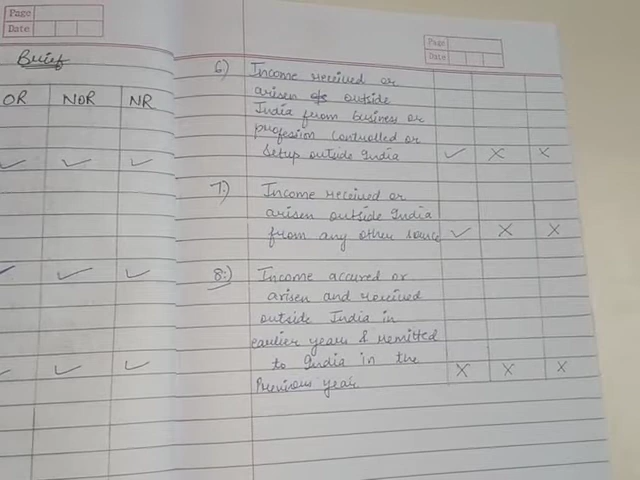 Page
Date
Brief
OR NOR NR
✓ ✓ ✓
✓ ✓ ✓
✓ ✓ ✓
Page
Date
6) Income received or
arisen outside
India from business or
profession controlled or
setup outside India ✓ X X
7.) Income received or
arisen outside India
from any other source ✓ X X
8:) Income accured or
arisen and received
outside India in
earlier years & remitted
to India in the
Previous year X X X